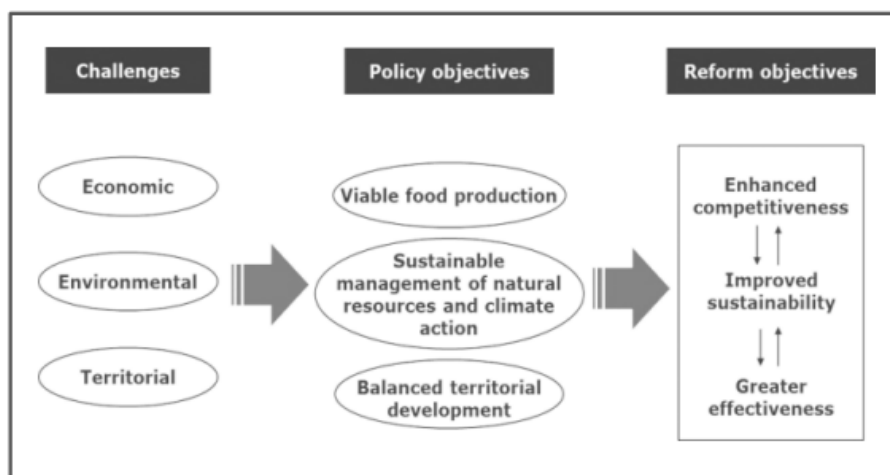 Challenges
Policy objectives
Reform objectives
Economic
Environmental
Territorial
Viable food production
Sustainable
management of natural
resources and climate
action
Balanced territorial
development
Enhanced
competitiveness
Improved
sustainability
Greater
effectiveness